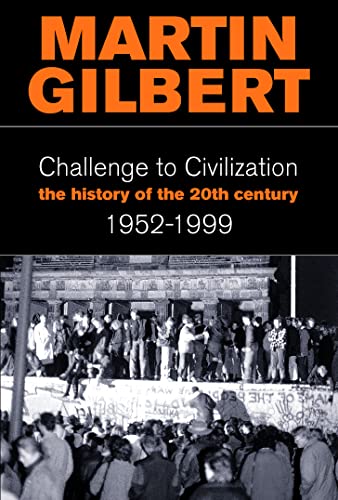 MARTIN
GILBERT
Challenge to Civilization
the history of the 20th century
1952-1999